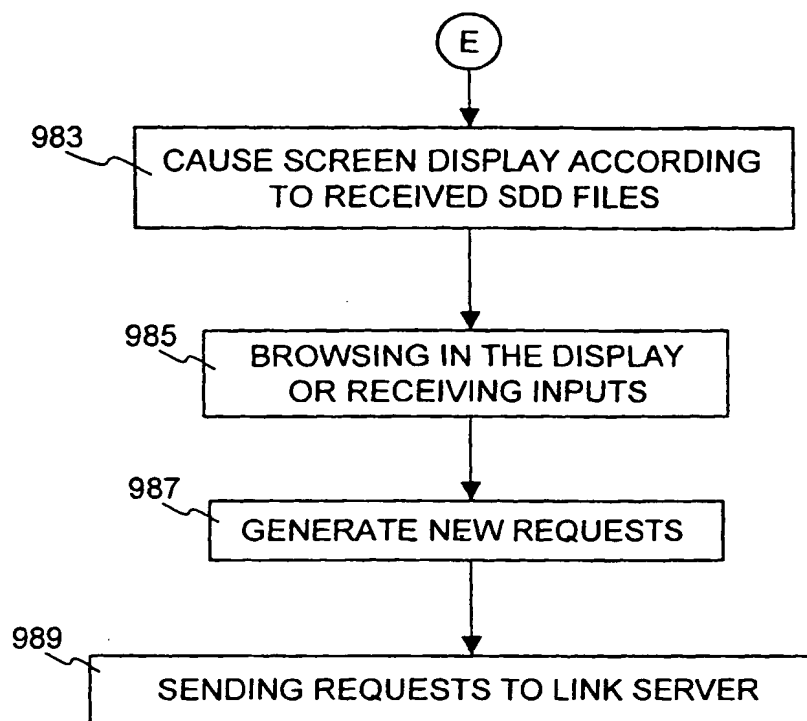 E
983
CAUSE SCREEN DISPLAY ACCORDING
TO RECEIVED SDD FILES
985
BROWSING IN THE DISPLAY
OR RECEIVING INPUTS
987
GENERATE NEW REQUESTS
989
SENDING REQUESTS TO LINK SERVER